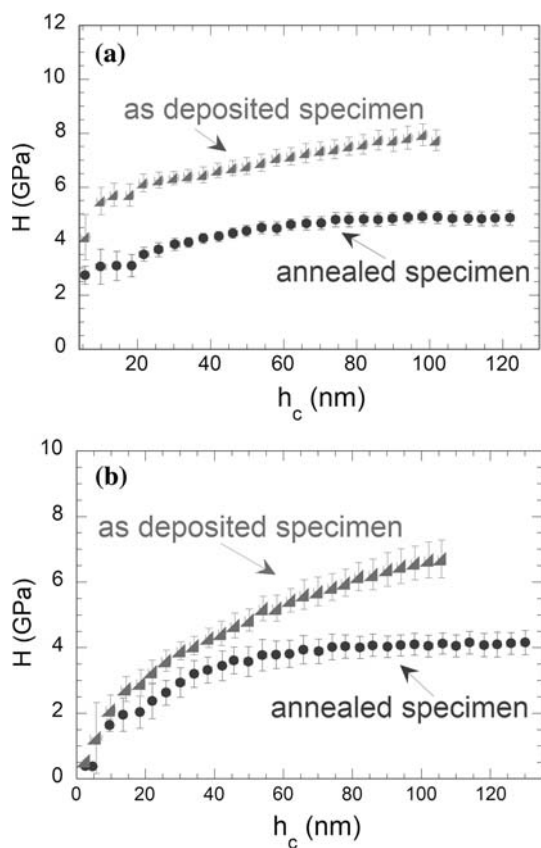 (a)
12
10
8
6
4
2
0
H (GPa)
as deposited specimen
annealed specimen
20 40 60 80 100 120
h_c (nm)
(b)
10
8
6
4
2
0
H (GPa)
as deposited specimen
annealed specimen
0 20 40 60 80 100 120
h_c (nm)